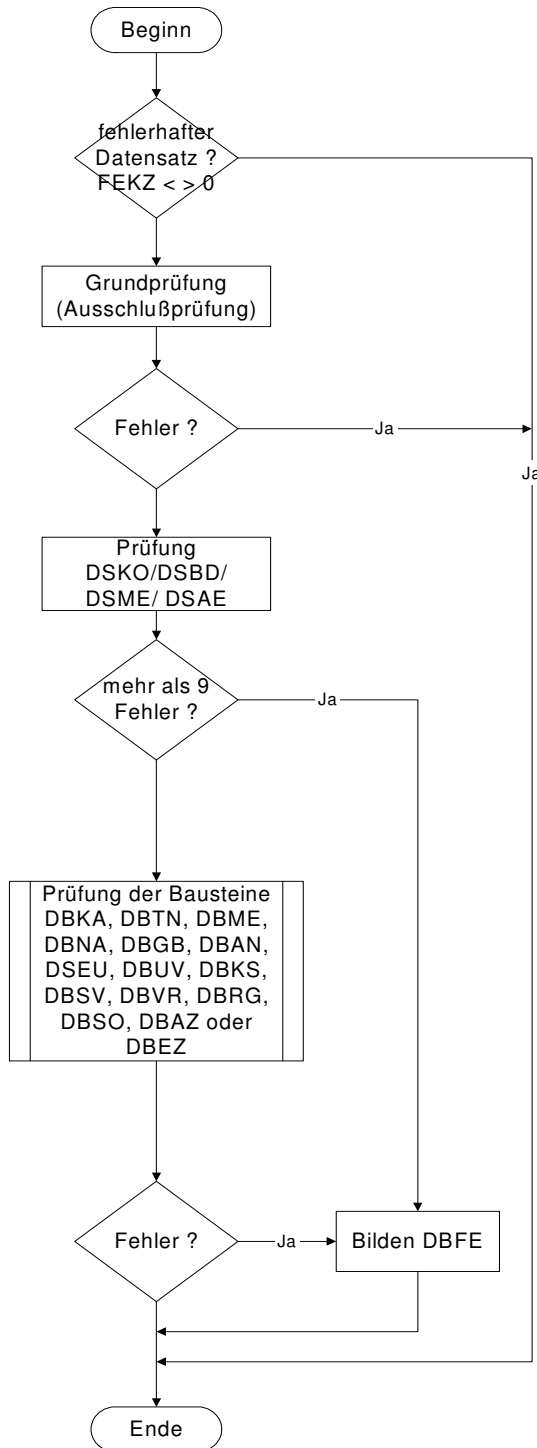 Beginn
fehlerhafter
Datensatz ?
FEKZ < > 0
Grundprüfung
(Ausschlußprüfung)
Fehler ?
Ja
Ja
Prüfung
DSKO/DSBD/
DSME/ DSAE
mehr als 9
Fehler ?
Ja
Prüfung der Bausteine
DBKA, DBTN, DBME,
DBNA, DBGB, DBAN,
DSEU, DBUV, DBKS,
DBSV, DBVR, DBRG,
DBSO, DBAZ oder
DBEZ
Fehler ?
Ja
Bilden DBFE
Ende